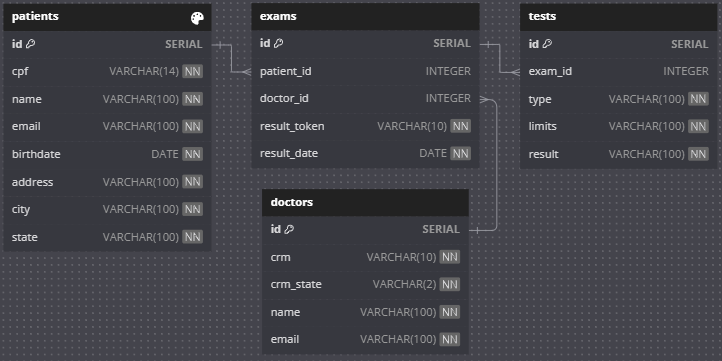 patients
id SERIAL
cpf VARCHAR(14) NN
name VARCHAR(100) NN
email VARCHAR(100) NN
birthdate DATE NN
address VARCHAR(100) NN
city VARCHAR(100) NN
state VARCHAR(100) NN
exams
id SERIAL
patient_id INTEGER
doctor_id INTEGER
result_token VARCHAR(10) NN
result_date DATE NN
tests
id SERIAL
exam_id INTEGER
type VARCHAR(100) NN
limits VARCHAR(100) NN
result VARCHAR(100) NN
doctors
id SERIAL
crm VARCHAR(10) NN
crm_state VARCHAR(2) NN
name VARCHAR(100) NN
email VARCHAR(100) NN